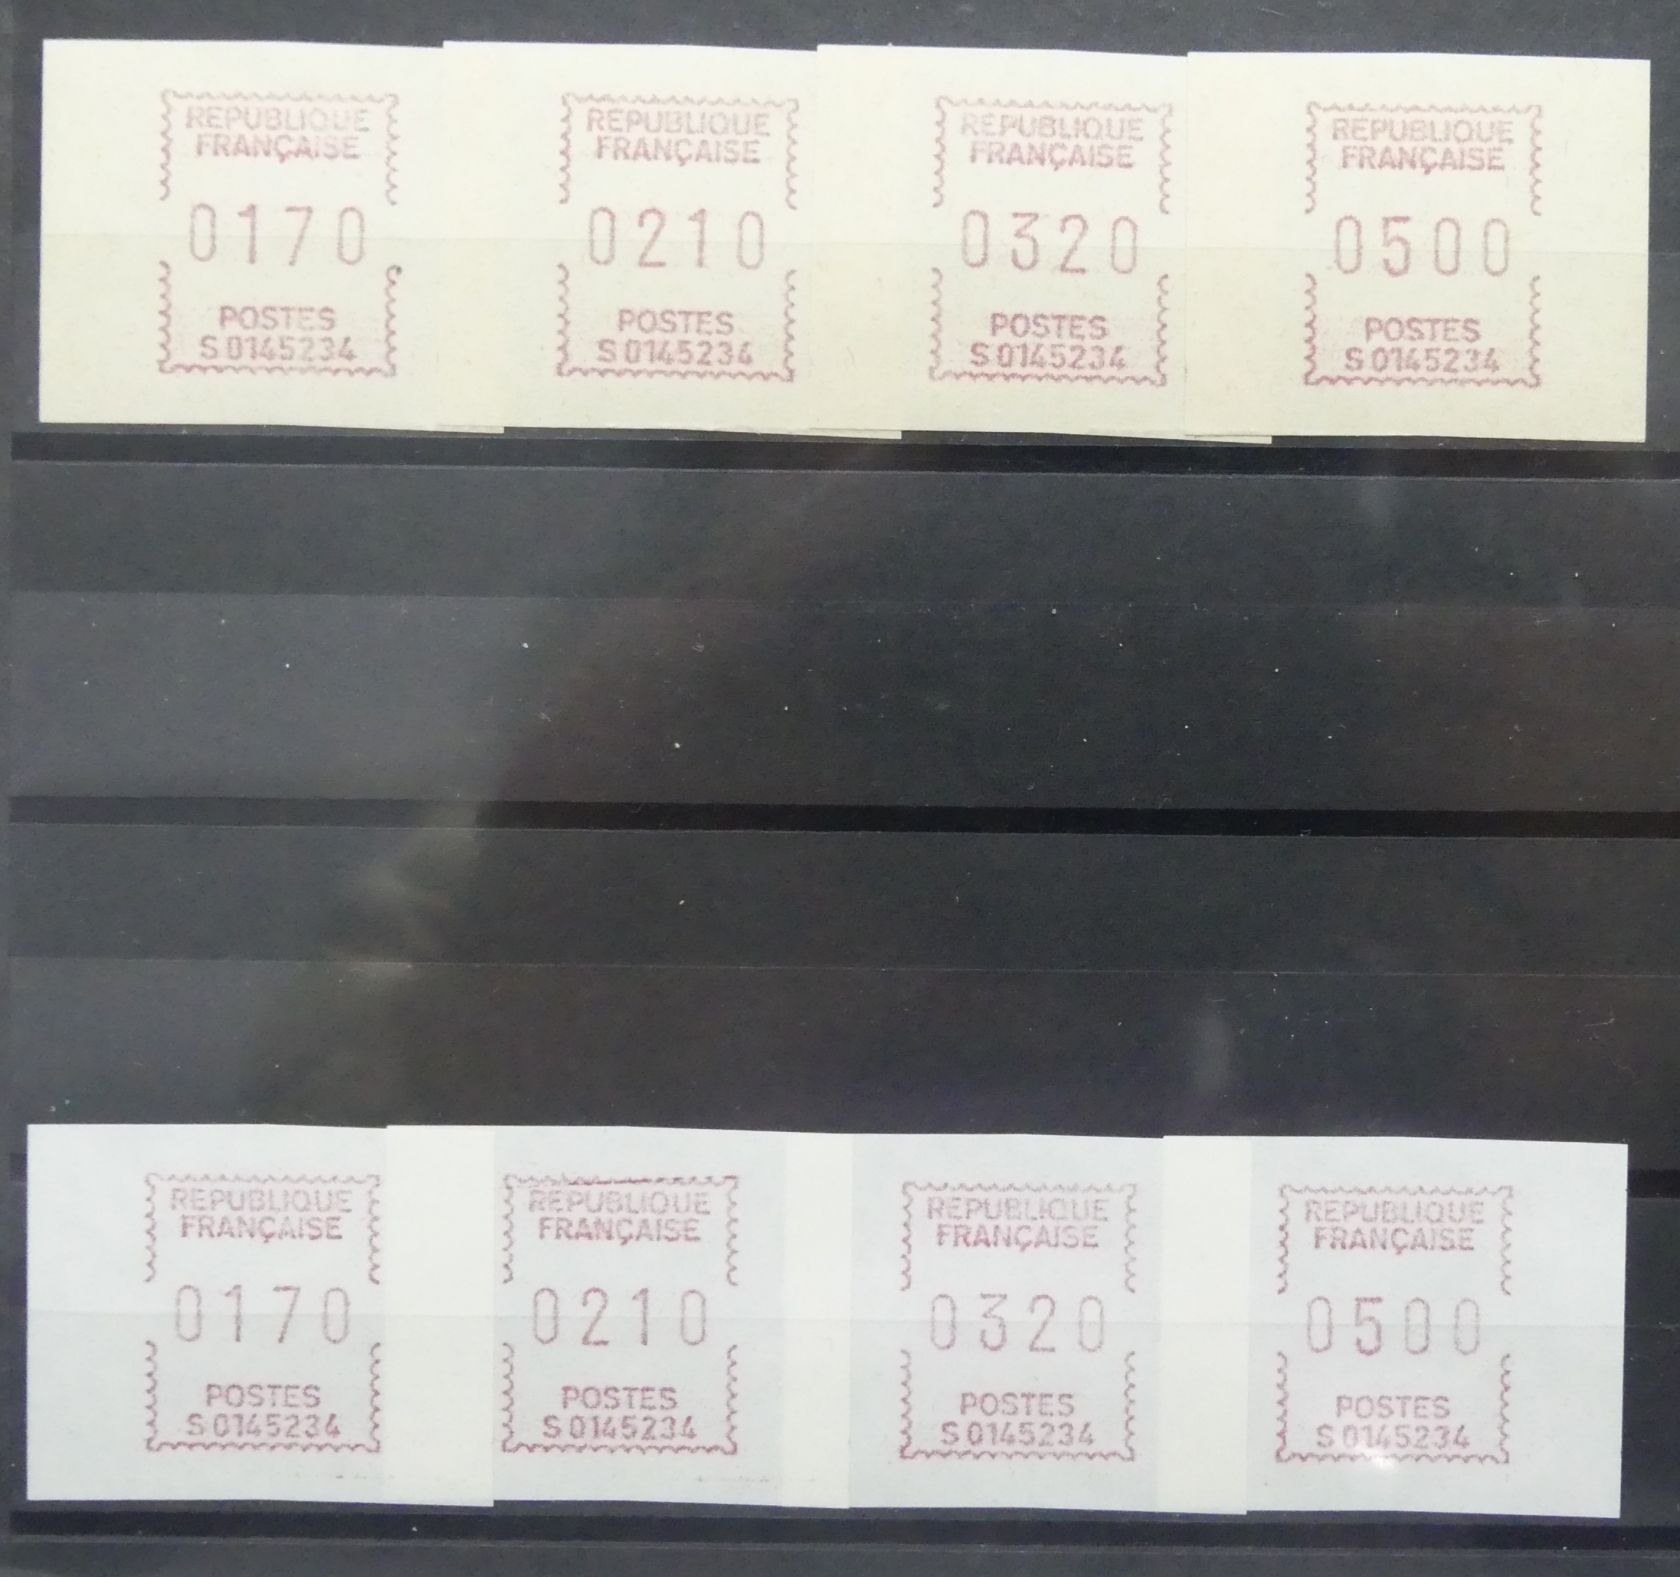 REPUBLIQUE
FRANÇAISE
0170
POSTES
S 0145234
REPUBLIQUE
FRANÇAISE
0210
POSTES
S 0145234
REPUBLIQUE
FRANÇAISE
0320
POSTES
S 0145234
REPUBLIQUE
FRANÇAISE
0500
POSTES
S 0145234
REPUBLIQUE
FRANÇAISE
0170
POSTES
S 0145234
REPUBLIQUE
FRANÇAISE
0210
POSTES
S 0145234
REPUBLIQUE
FRANÇAISE
0320
POSTES
S 0145234
REPUBLIQUE
FRANÇAISE
0500
POSTES
S 0145234